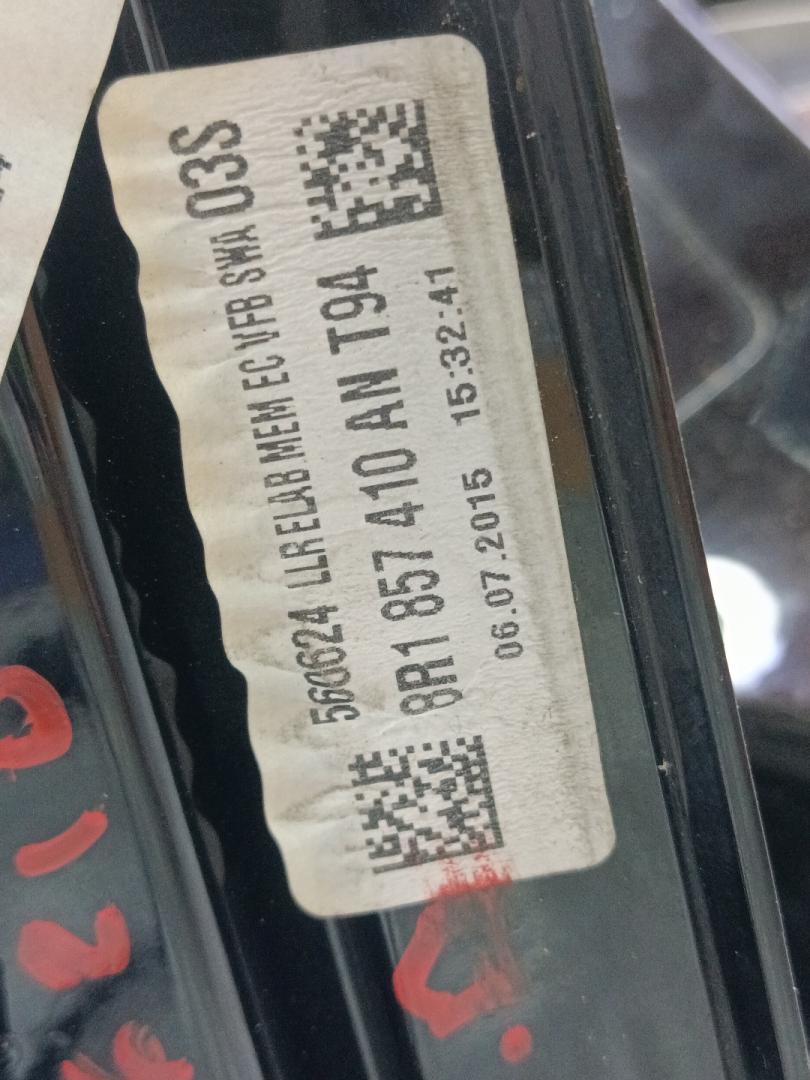 560624 LLR ELAB MEM EC VFB SWA 03S
8R1 857 410 AN T94
06.07.2015 15:32:41